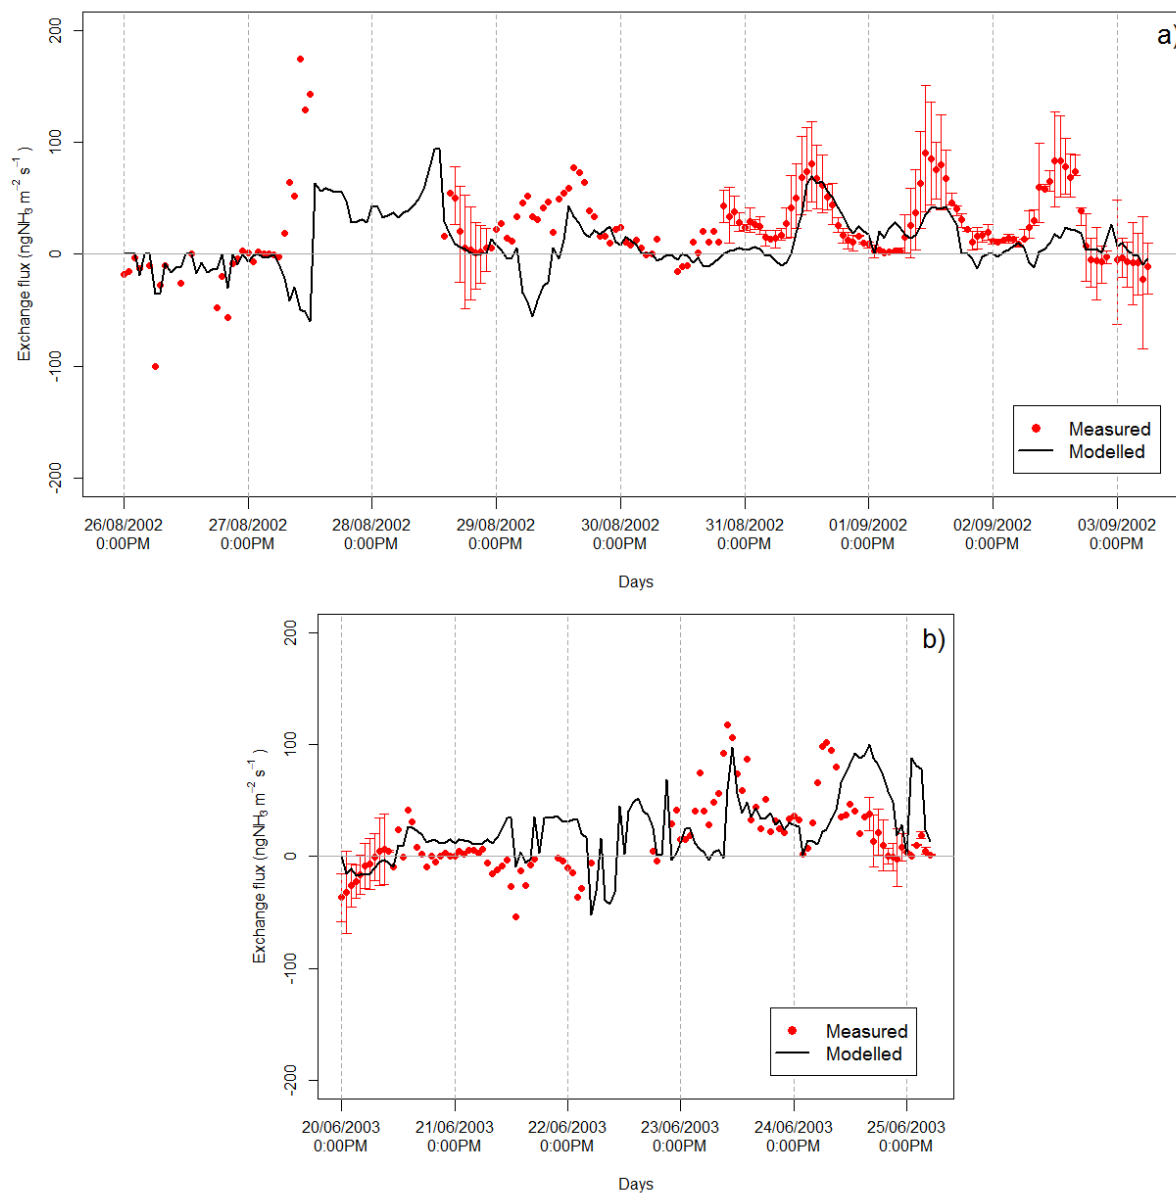 a)
200
100
0
-100
-200
Exchange flux (ngNH₃ m⁻² s⁻¹ )
Measured
Modelled
26/08/2002 27/08/2002 28/08/2002 29/08/2002 30/08/2002 31/08/2002 01/09/2002 02/09/2002 03/09/2002
0:00PM 0:00PM 0:00PM 0:00PM 0:00PM 0:00PM 0:00PM 0:00PM 0:00PM
Days
b)
200
100
0
-100
-200
Exchange flux (ngNH₃ m⁻² s⁻¹ )
Measured
Modelled
20/06/2003 21/06/2003 22/06/2003 23/06/2003 24/06/2003 25/06/2003
0:00PM 0:00PM 0:00PM 0:00PM 0:00PM 0:00PM
Days